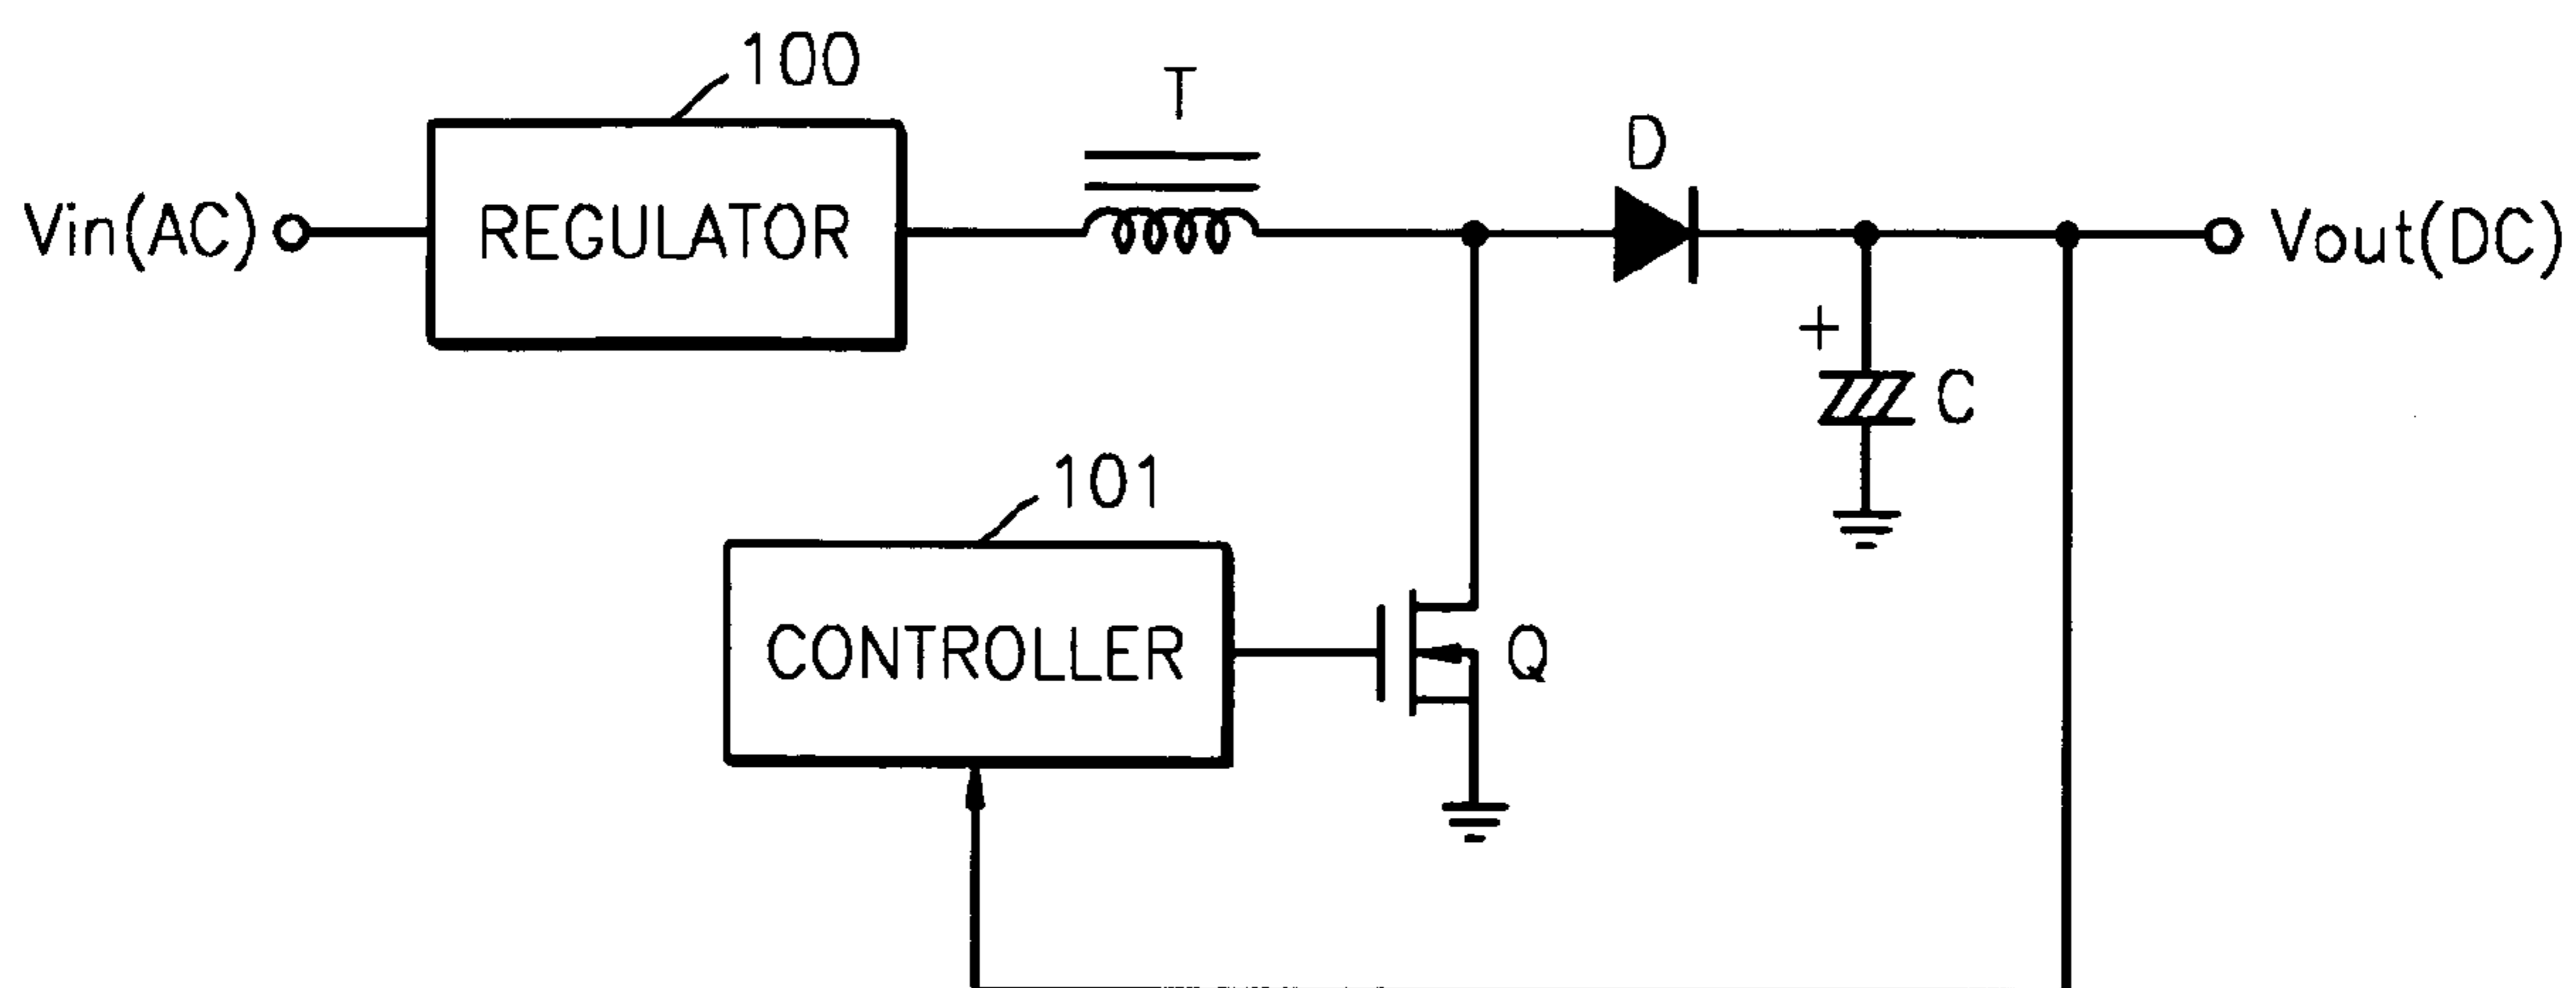 100
T
D
Vin(AC)
REGULATOR
Vout(DC)
+
C
101
CONTROLLER
Q